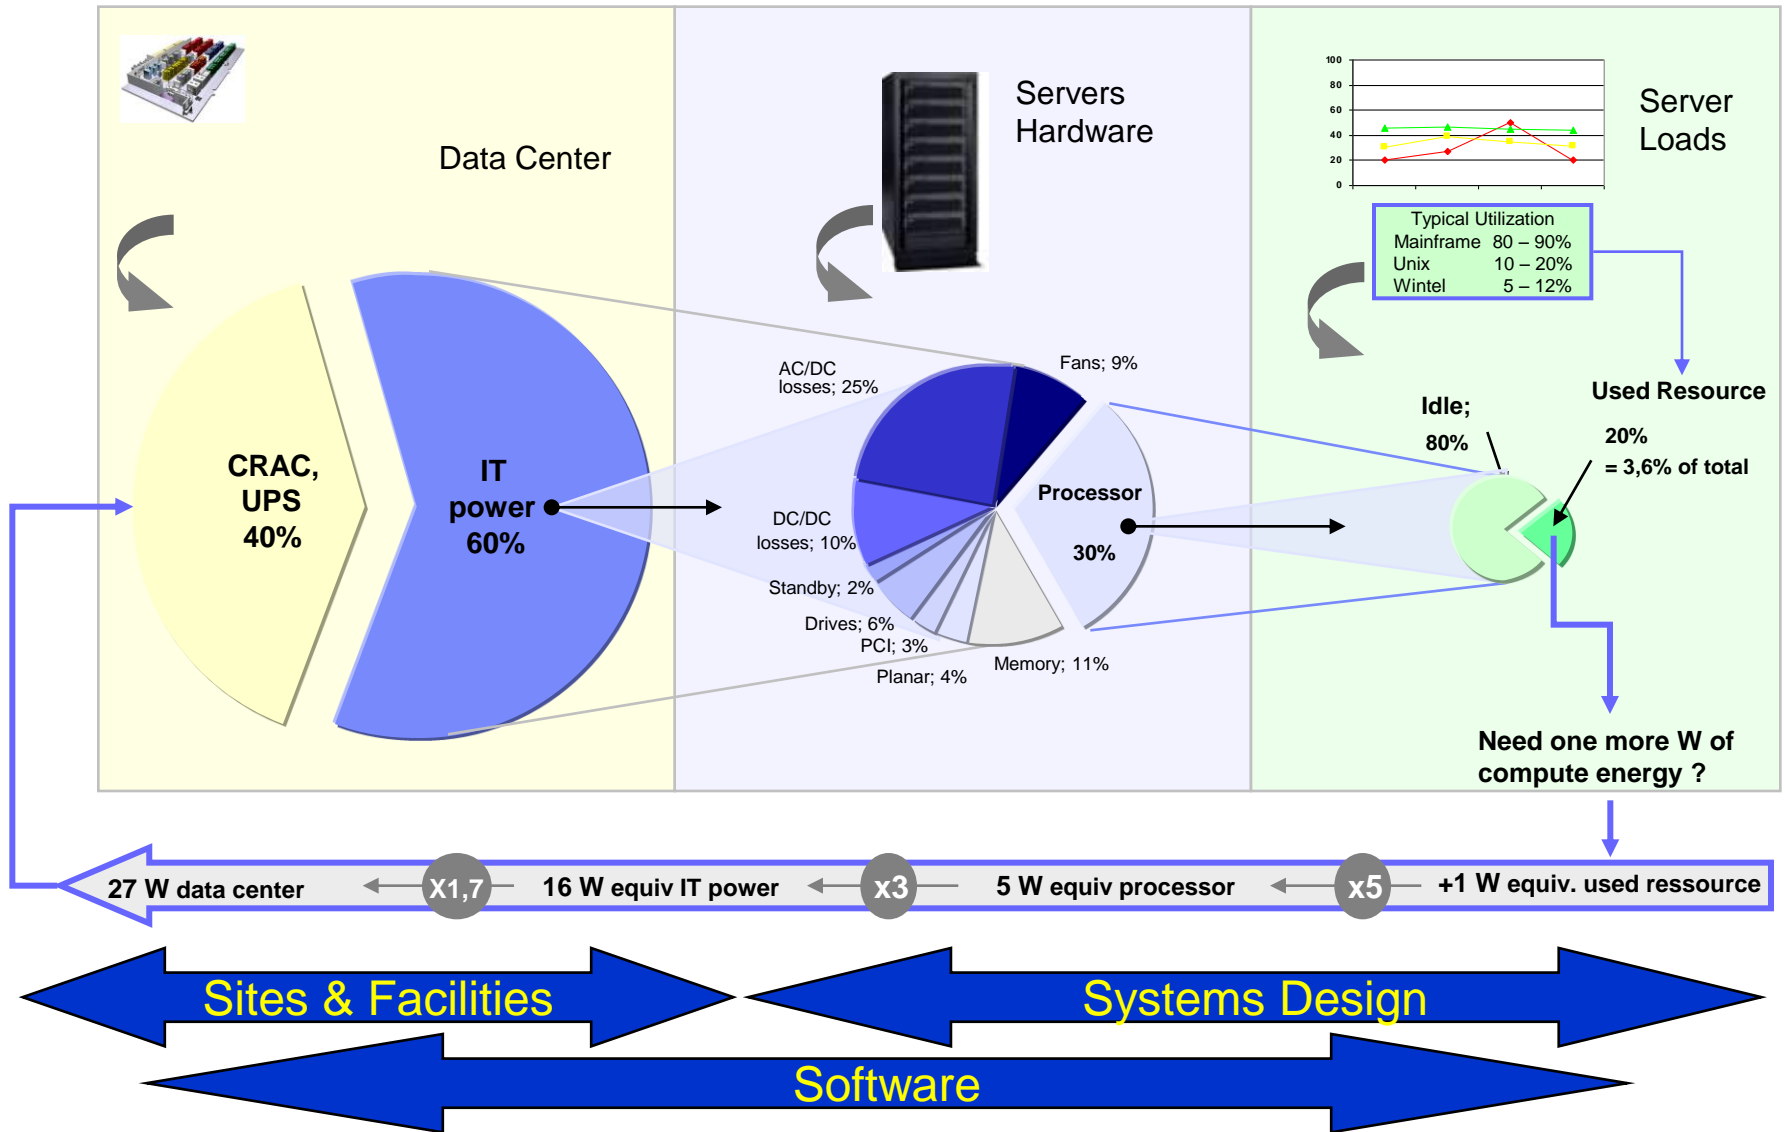 Data Center
Servers
Hardware
Server
Loads
100
80
60
40
20
0
Typical Utilization
Mainframe 80 – 90%
Unix 10 – 20%
Wintel 5 – 12%
CRAC,
UPS
40%
IT
power
60%
AC/DC
losses; 25%
Fans; 9%
DC/DC
losses; 10%
Standby; 2%
Drives; 6%
PCI; 3%
Planar; 4%
Memory; 11%
Processor
30%
Idle;
80%
Used Resource
20%
= 3,6% of total
Need one more W of
compute energy ?
27 W data center X1,7 16 W equiv IT power x3 5 W equiv processor x5 +1 W equiv. used ressource
Sites & Facilities
Systems Design
Software